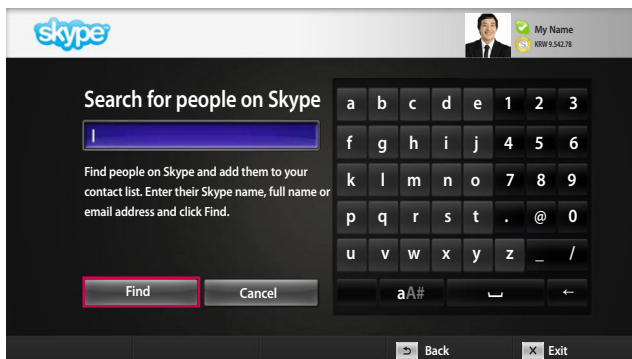 skype
My Name
S KRW 9.542.78
Search for people on Skype
Find people on Skype and add them to your
contact list. Enter their Skype name, full name or
email address and click Find.
Find
Cancel
a b c d e 1 2 3
f g h i j 4 5 6
k l m n o 7 8 9
p q r s t . @ 0
u v w x y z _ /
aA# ␣ ←
Back
X Exit